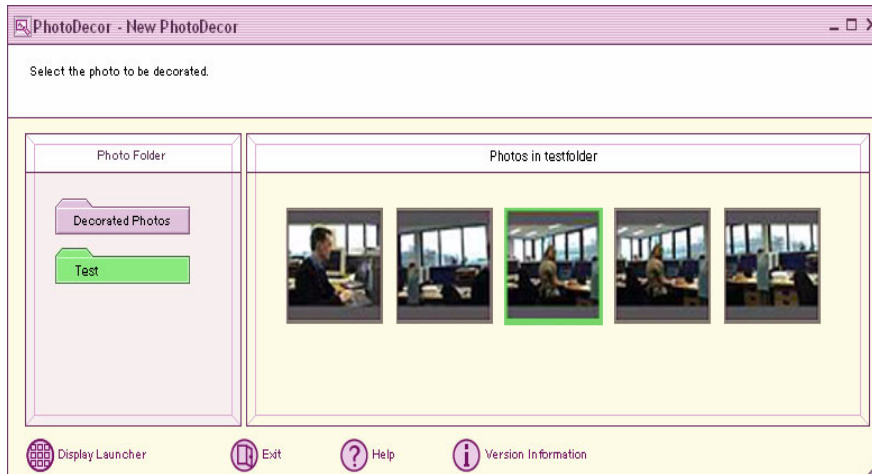 PhotoDecor - New PhotoDecor
Select the photo to be decorated.
Photo Folder
Photos in testfolder
Decorated Photos
Test
Display Launcher
Exit
Help
Version Information